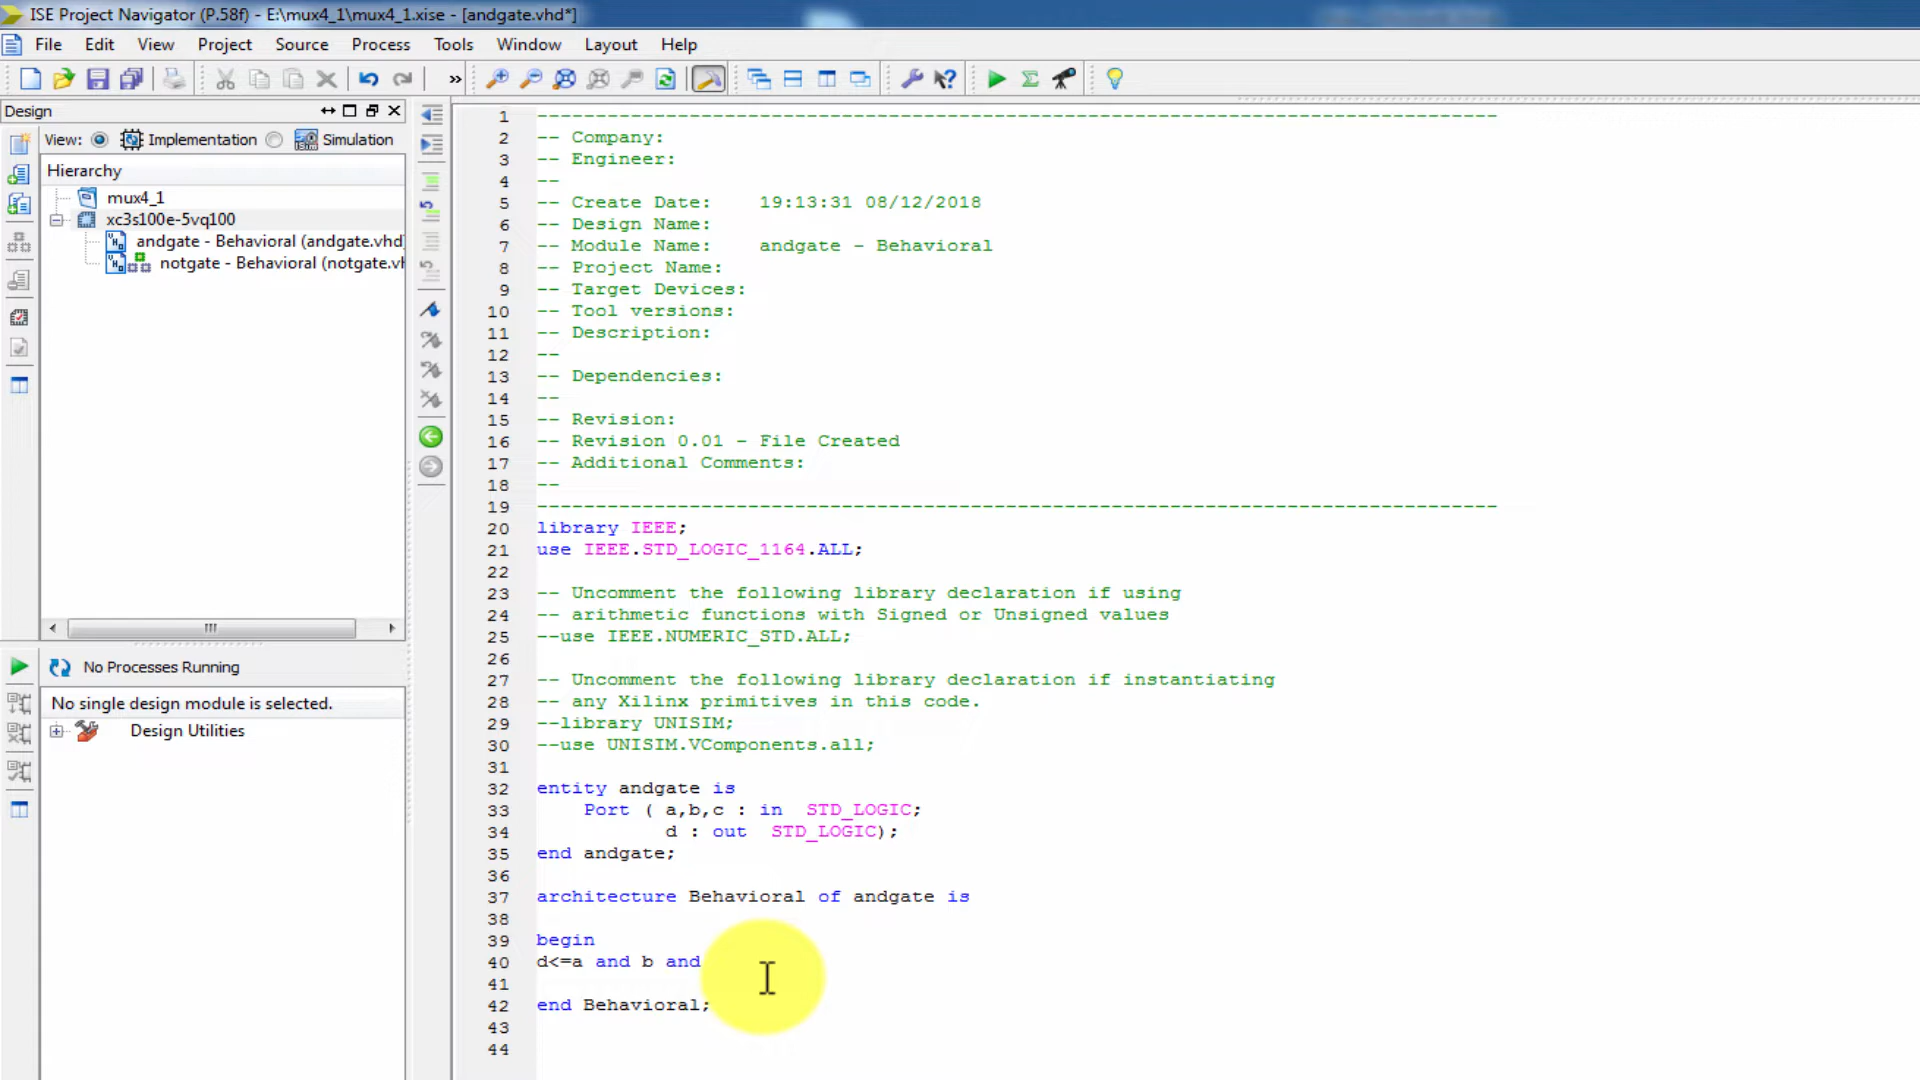 ISE Project Navigator (P.58f) - E:\mux4_1\mux4_1.xise - [andgate.vhd*]
File Edit View Project Source Process Tools Window Layout Help
Design
View: Implementation Simulation
Hierarchy
mux4_1
xc3s100e-5vq100
andgate - Behavioral (andgate.vhd
notgate - Behavioral (notgate.vh
No Processes Running
No single design module is selected.
Design Utilities
1 --------------------------------------------------------------------------------
2 -- Company:
3 -- Engineer:
4 --
5 -- Create Date:    19:13:31 08/12/2018
6 -- Design Name:
7 -- Module Name:    andgate - Behavioral
8 -- Project Name:
9 -- Target Devices:
10 -- Tool versions:
11 -- Description:
12 --
13 -- Dependencies:
14 --
15 -- Revision:
16 -- Revision 0.01 - File Created
17 -- Additional Comments:
18 --
19 --------------------------------------------------------------------------------
20 library IEEE;
21 use IEEE.STD_LOGIC_1164.ALL;
22
23 -- Uncomment the following library declaration if using
24 -- arithmetic functions with Signed or Unsigned values
25 --use IEEE.NUMERIC_STD.ALL;
26
27 -- Uncomment the following library declaration if instantiating
28 -- any Xilinx primitives in this code.
29 --library UNISIM;
30 --use UNISIM.VComponents.all;
31
32 entity andgate is
33     Port ( a,b,c : in  STD_LOGIC;
34            d : out  STD_LOGIC);
35 end andgate;
36
37 architecture Behavioral of andgate is
38
39 begin
40 d<=a and b and
41
42 end Behavioral;
43
44